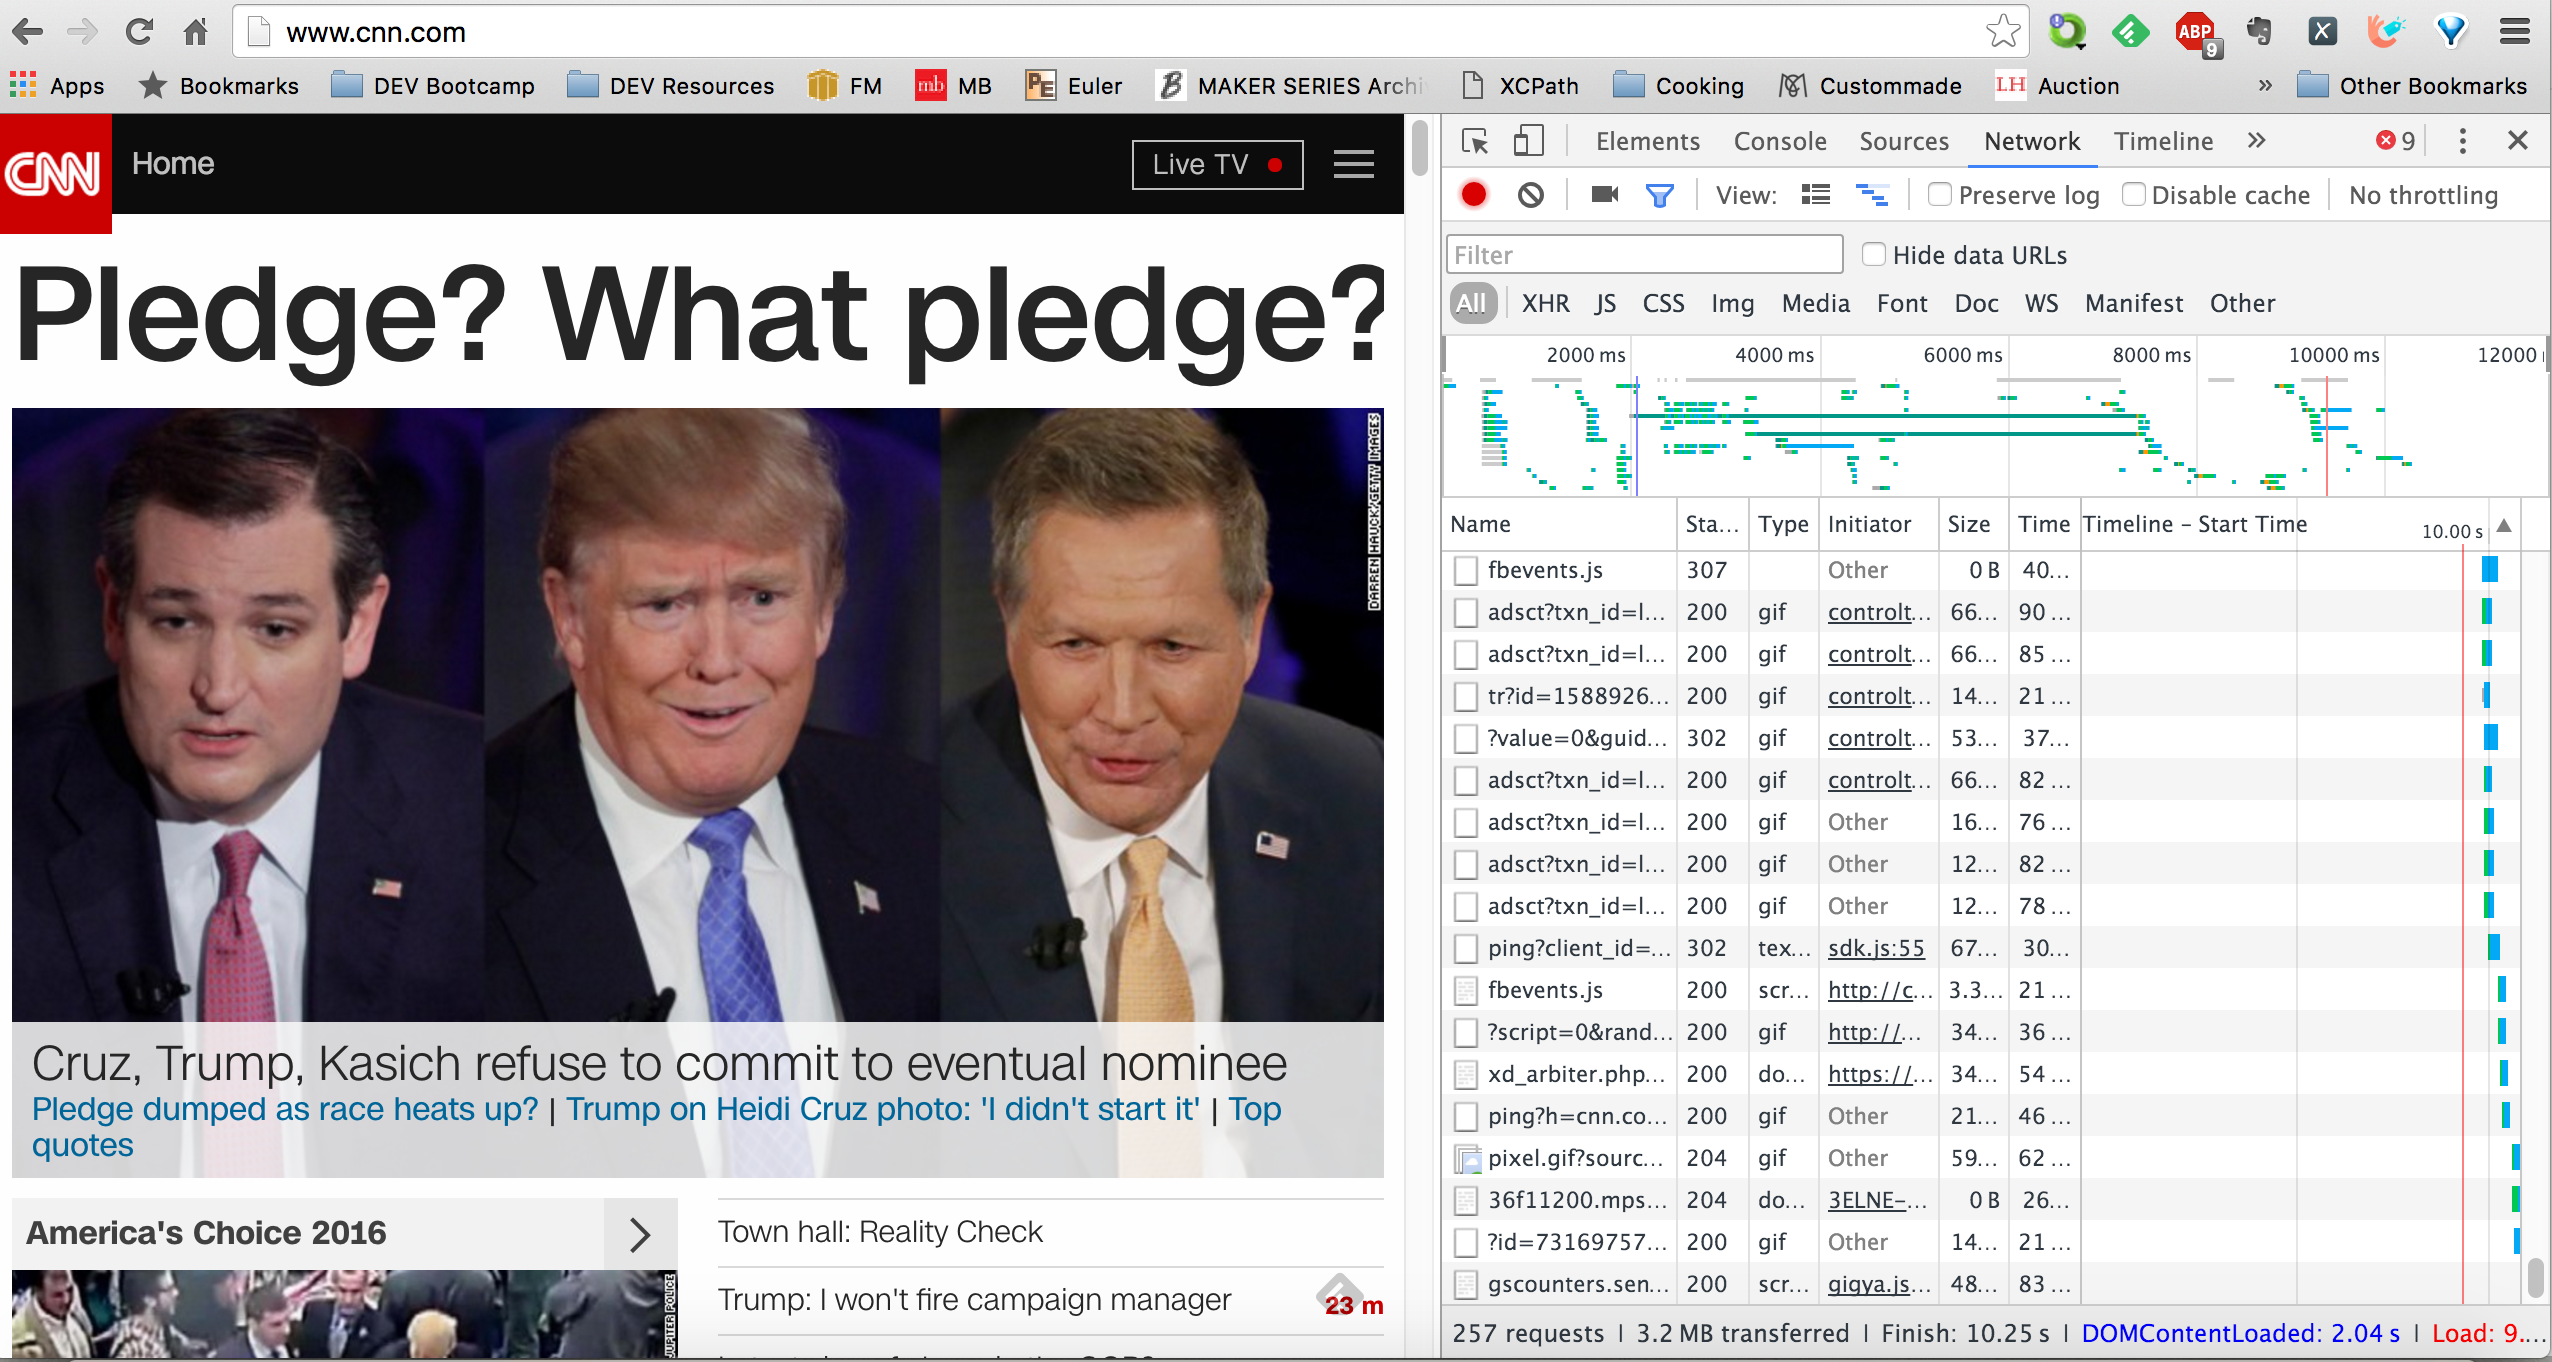 www.cnn.com
ABP
9
Apps
Bookmarks
DEV Bootcamp
DEV Resources
FM
mb
MB
PE
Euler
B
MAKER SERIES Archi
XCPath
Cooking
Custommade
LH
Auction
»
Other Bookmarks
CNN
Home
Live TV
Pledge? What pledge?
DARREN HAUCK/GETTY IMAGES
Cruz, Trump, Kasich refuse to commit to eventual nominee
Pledge dumped as race heats up? | Trump on Heidi Cruz photo: 'I didn't start it' | Top
quotes
America's Choice 2016
JUPITER POLICE
Town hall: Reality Check
Trump: I won't fire campaign manager
23 m
Elements Console Sources Network Timeline » 9
View: Preserve log Disable cache No throttling
Filter Hide data URLs
All XHR JS CSS Img Media Font Doc WS Manifest Other
2000 ms 4000 ms 6000 ms 8000 ms 10000 ms 12000
Name Sta... Type Initiator Size Time Timeline – Start Time 10.00 s
fbevents.js 307 Other 0 B 40...
adsct?txn_id=l... 200 gif controlt... 66... 90 ...
adsct?txn_id=l... 200 gif controlt... 66... 85 ...
tr?id=1588926... 200 gif controlt... 14... 21 ...
?value=0&guid... 302 gif controlt... 53... 37...
adsct?txn_id=l... 200 gif controlt... 66... 82 ...
adsct?txn_id=l... 200 gif Other 16... 76 ...
adsct?txn_id=l... 200 gif Other 12... 82 ...
adsct?txn_id=l... 200 gif Other 12... 78 ...
ping?client_id=... 302 tex... sdk.js:55 67... 30...
fbevents.js 200 scr... http://c... 3.3... 21 ...
?script=0&rand... 200 gif http://... 34... 36 ...
xd_arbiter.php... 200 do... https://... 34... 54 ...
ping?h=cnn.co... 200 gif Other 21... 46 ...
pixel.gif?sourc... 204 gif Other 59... 62 ...
36f11200.mps... 204 do... 3ELNE-... 0 B 26...
?id=73169757... 200 gif Other 14... 21 ...
gscounters.sen... 200 scr... gigya.js... 48... 83 ...
257 requests | 3.2 MB transferred | Finish: 10.25 s | DOMContentLoaded: 2.04 s | Load: 9....